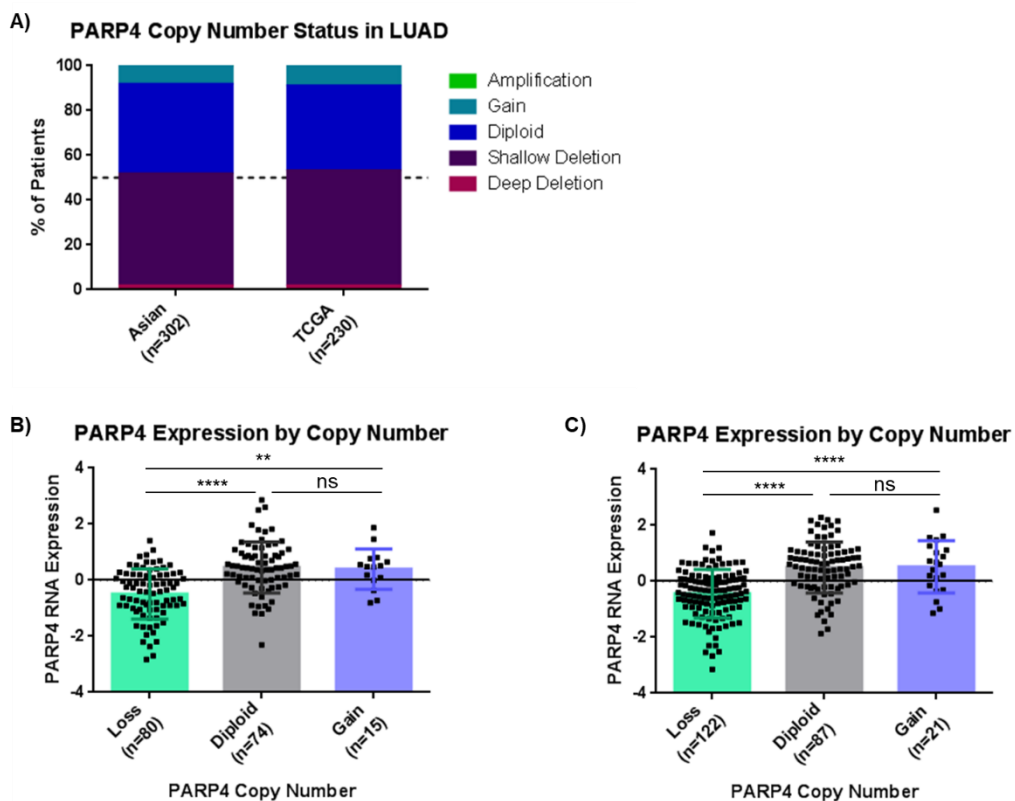 A)
PARP4 Copy Number Status in LUAD
% of Patients
100
80
60
40
20
0
Asian
(n=302)
TCGA
(n=230)
Amplification
Gain
Diploid
Shallow Deletion
Deep Deletion
B)
PARP4 Expression by Copy Number
PARP4 RNA Expression
4
2
0
-2
-4
**
****
ns
Loss
(n=80)
Diploid
(n=74)
Gain
(n=15)
PARP4 Copy Number
C)
PARP4 Expression by Copy Number
PARP4 RNA Expression
4
2
0
-2
-4
****
****
ns
Loss
(n=122)
Diploid
(n=87)
Gain
(n=21)
PARP4 Copy Number